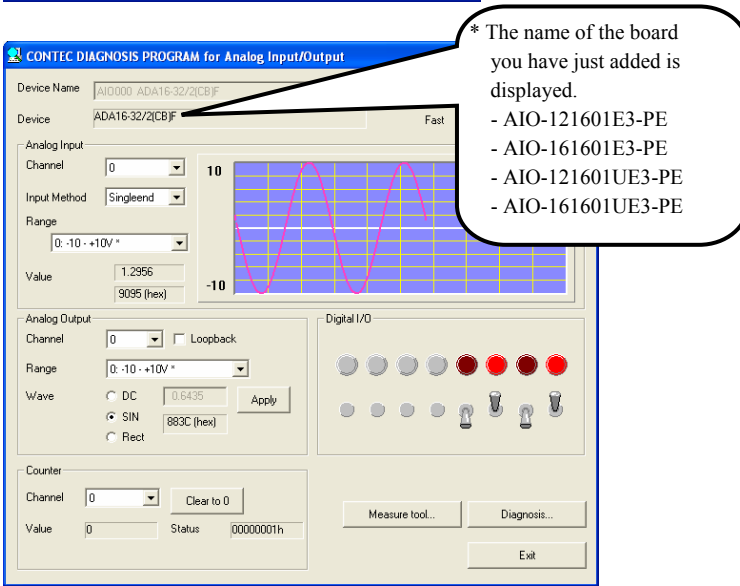 * The name of the board
you have just added is
displayed.
- AIO-121601E3-PE
- AIO-161601E3-PE
- AIO-121601UE3-PE
- AIO-161601UE3-PE
CONTEC DIAGNOSIS PROGRAM for Analog Input/Output
Device Name
AIO000 ADA16-32/2(CB)F
Device
ADA16-32/2(CB)F
Fast
Analog Input
Channel
0
Input Method
Singleend
Range
0: -10 - +10V *
Value
1.2956
9095 (hex)
10
-10
Analog Output
Channel
0
Loopback
Range
0: -10 - +10V *
Wave
DC
0.6435
Apply
SIN
883C (hex)
Rect
Digital I/O
Counter
Channel
0
Clear to 0
Value
0
Status
00000001h
Measure tool...
Diagnosis...
Exit